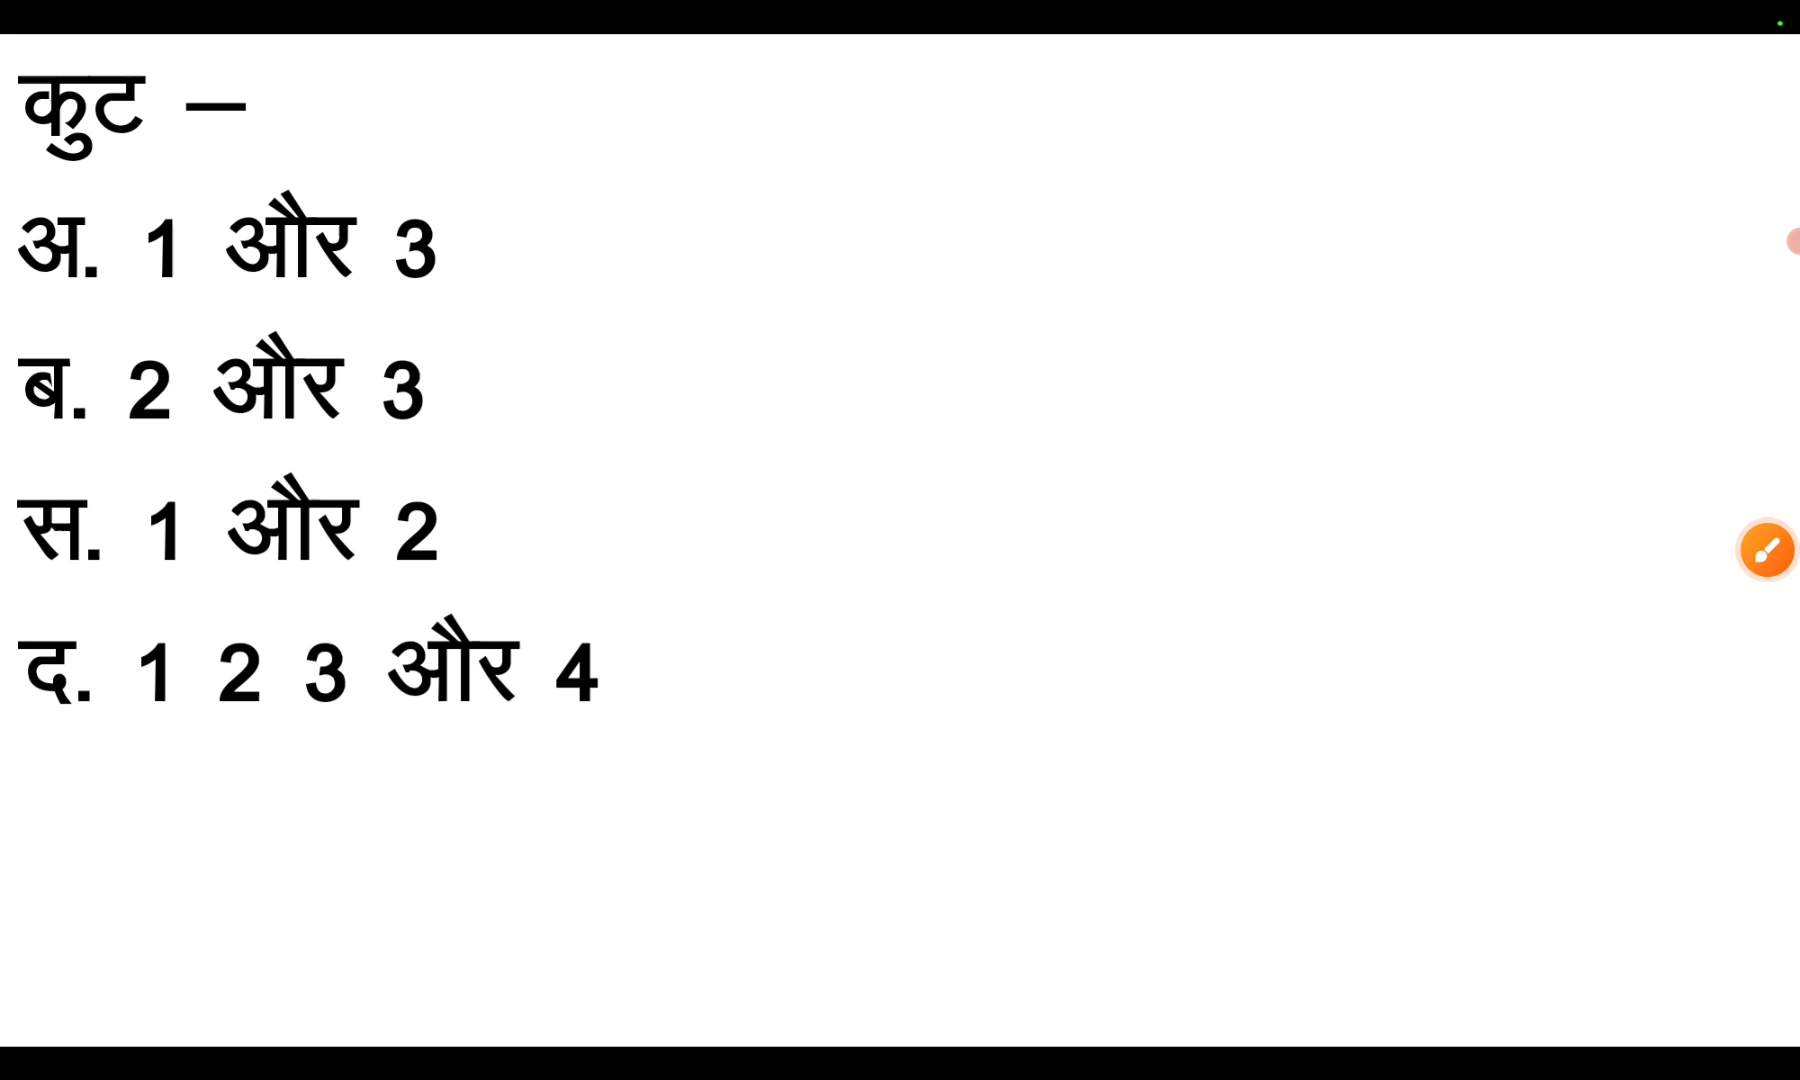 कुट –
अ. 1 और 3
ब. 2 और 3
स. 1 और 2
द. 1 2 3 और 4